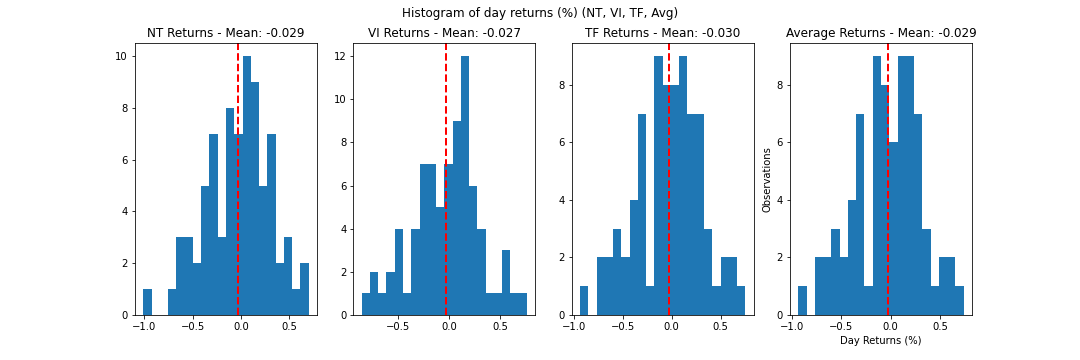 Histogram of day returns (%) (NT, VI, TF, Avg)
NT Returns - Mean: -0.029
VI Returns - Mean: -0.027
TF Returns - Mean: -0.030
Average Returns - Mean: -0.029
10
8
6
4
2
0
−1.0 −0.5 0.0 0.5
12
10
8
6
4
2
0
−0.5 0.0 0.5
8
6
4
2
0
−1.0 −0.5 0.0 0.5
Observations
8
6
4
2
0
−1.0 −0.5 0.0 0.5
Day Returns (%)